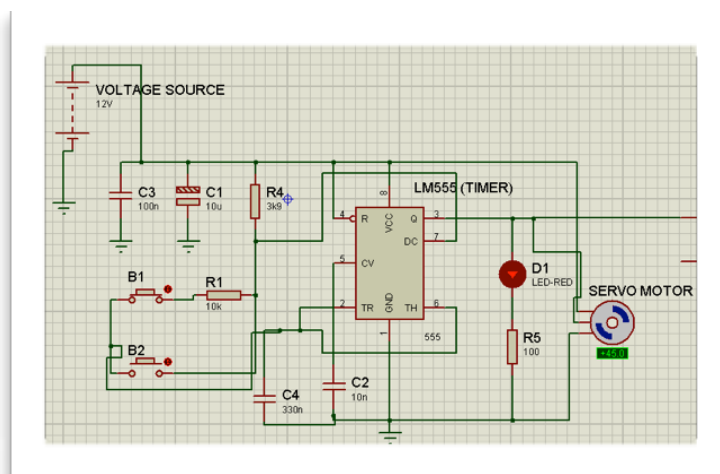 VOLTAGE SOURCE
12V
LM555 (TIMER)
C3
100n
C1
10u
R4
3k9
8
VCC
4
R
Q
3
DC
7
5
CV
B1
R1
10k
2
TR
GND
TH
6
1
555
D1
LED-RED
SERVO MOTOR
+45.0
B2
R5
100
C4
330n
C2
10n